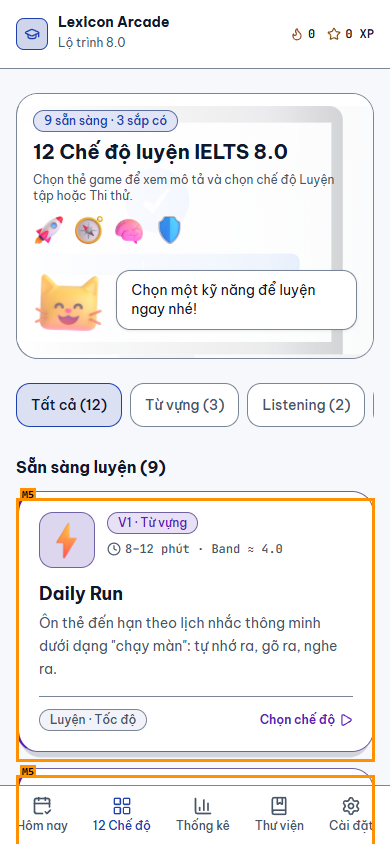 Lexicon Arcade
Lộ trình 8.0
0
0 XP
9 sẵn sàng · 3 sắp có
12 Chế độ luyện IELTS 8.0
Chọn thẻ game để xem mô tả và chọn chế độ Luyện
tập hoặc Thi thử.
Chọn một kỹ năng để luyện
ngay nhé!
Tất cả (12)
Từ vựng (3)
Listening (2)
Sẵn sàng luyện (9)
M5
V1 · Từ vựng
8–12 phút · Band ≈ 4.0
Daily Run
Ôn thẻ đến hạn theo lịch nhắc thông minh
dưới dạng "chạy màn": tự nhớ ra, gõ ra, nghe
ra.
Luyện · Tốc độ
Chọn chế độ
M5
Hôm nay
12 Chế độ
Thống kê
Thư viện
Cài đặt